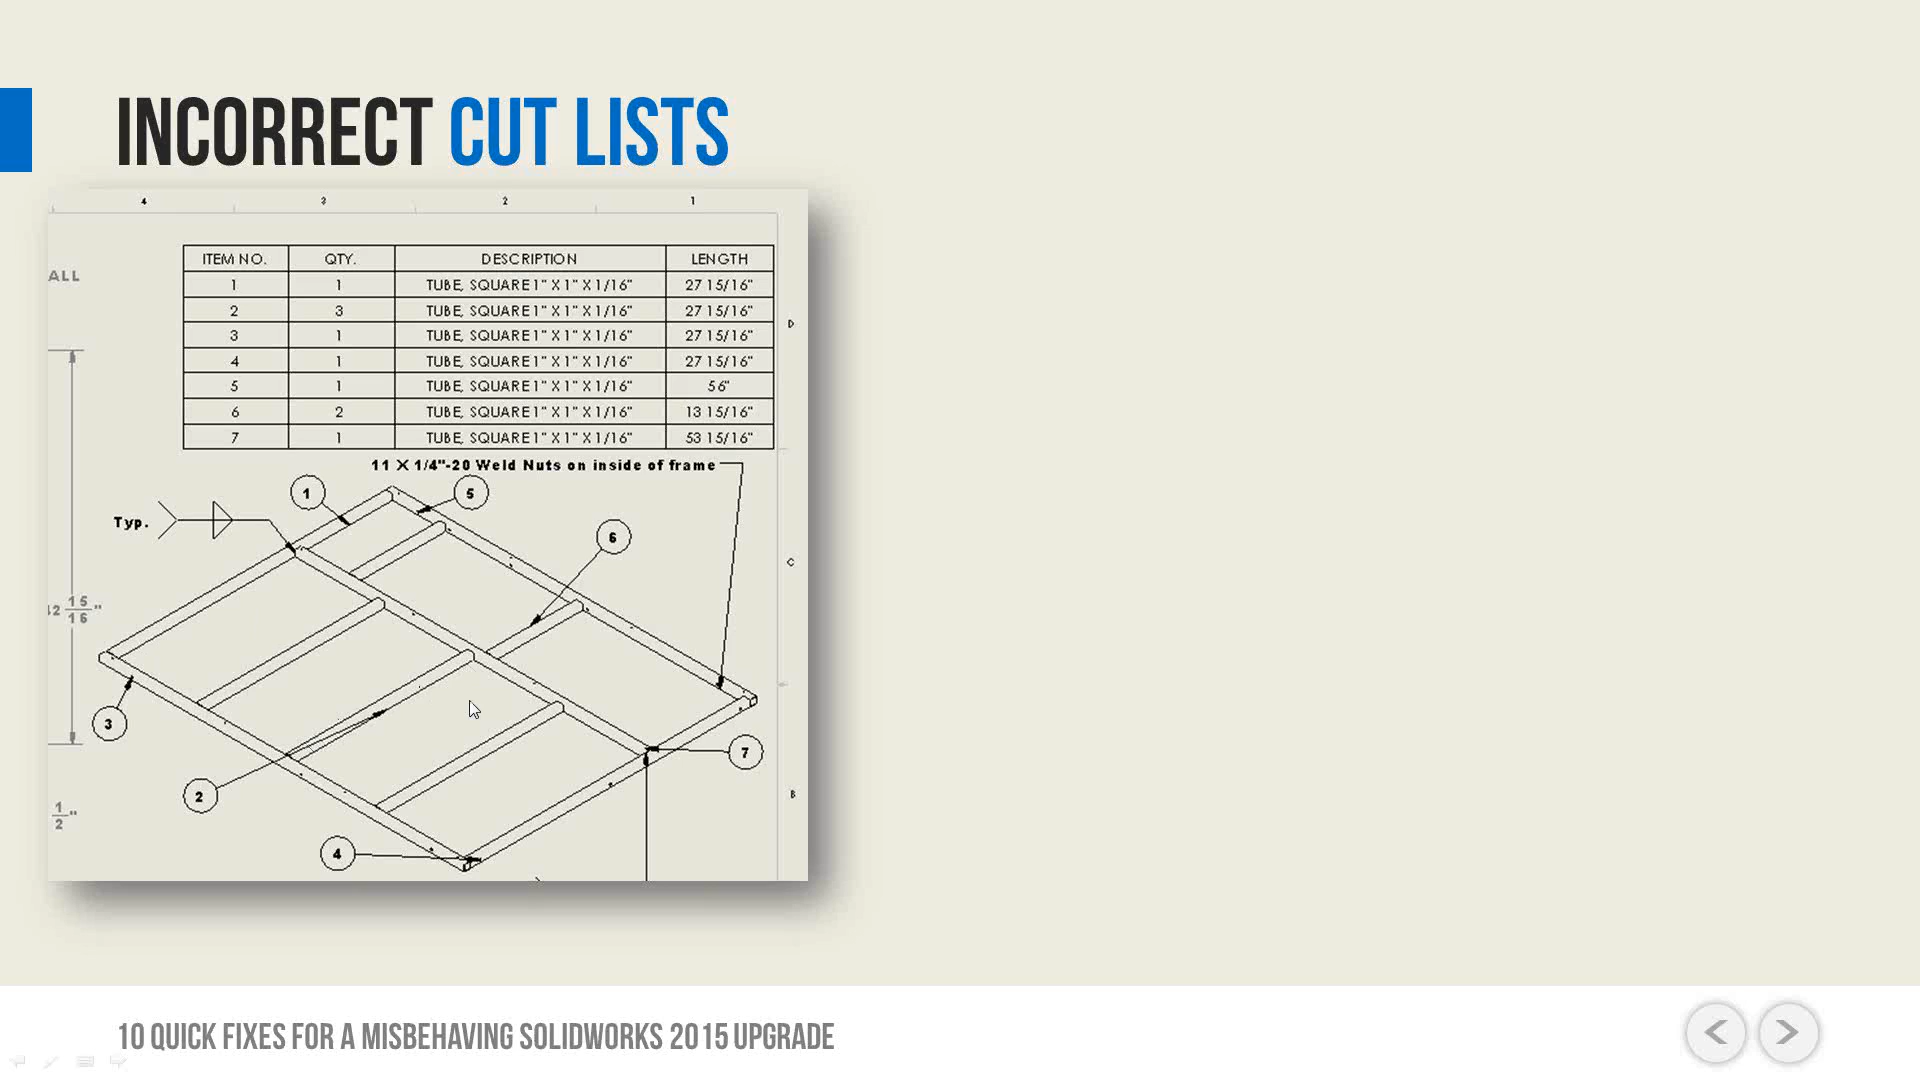 INCORRECT CUT LISTS
4 3 2 1
ALL
ITEM NO. QTY. DESCRIPTION LENGTH
1 1 TUBE, SQUARE 1" X 1" X 1/16" 27 15/16"
2 3 TUBE, SQUARE 1" X 1" X 1/16" 27 15/16"
3 1 TUBE, SQUARE 1" X 1" X 1/16" 27 15/16"
4 1 TUBE, SQUARE 1" X 1" X 1/16" 27 15/16"
5 1 TUBE, SQUARE 1" X 1" X 1/16" 56"
6 2 TUBE, SQUARE 1" X 1" X 1/16" 13 15/16"
7 1 TUBE, SQUARE 1" X 1" X 1/16" 53 15/16"
D
11 X 1/4"-20 Weld Nuts on inside of frame
1
5
Typ.
6
C
2 15/16"
3
7
2
B
1/2"
4
10 QUICK FIXES FOR A MISBEHAVING SOLIDWORKS 2015 UPGRADE